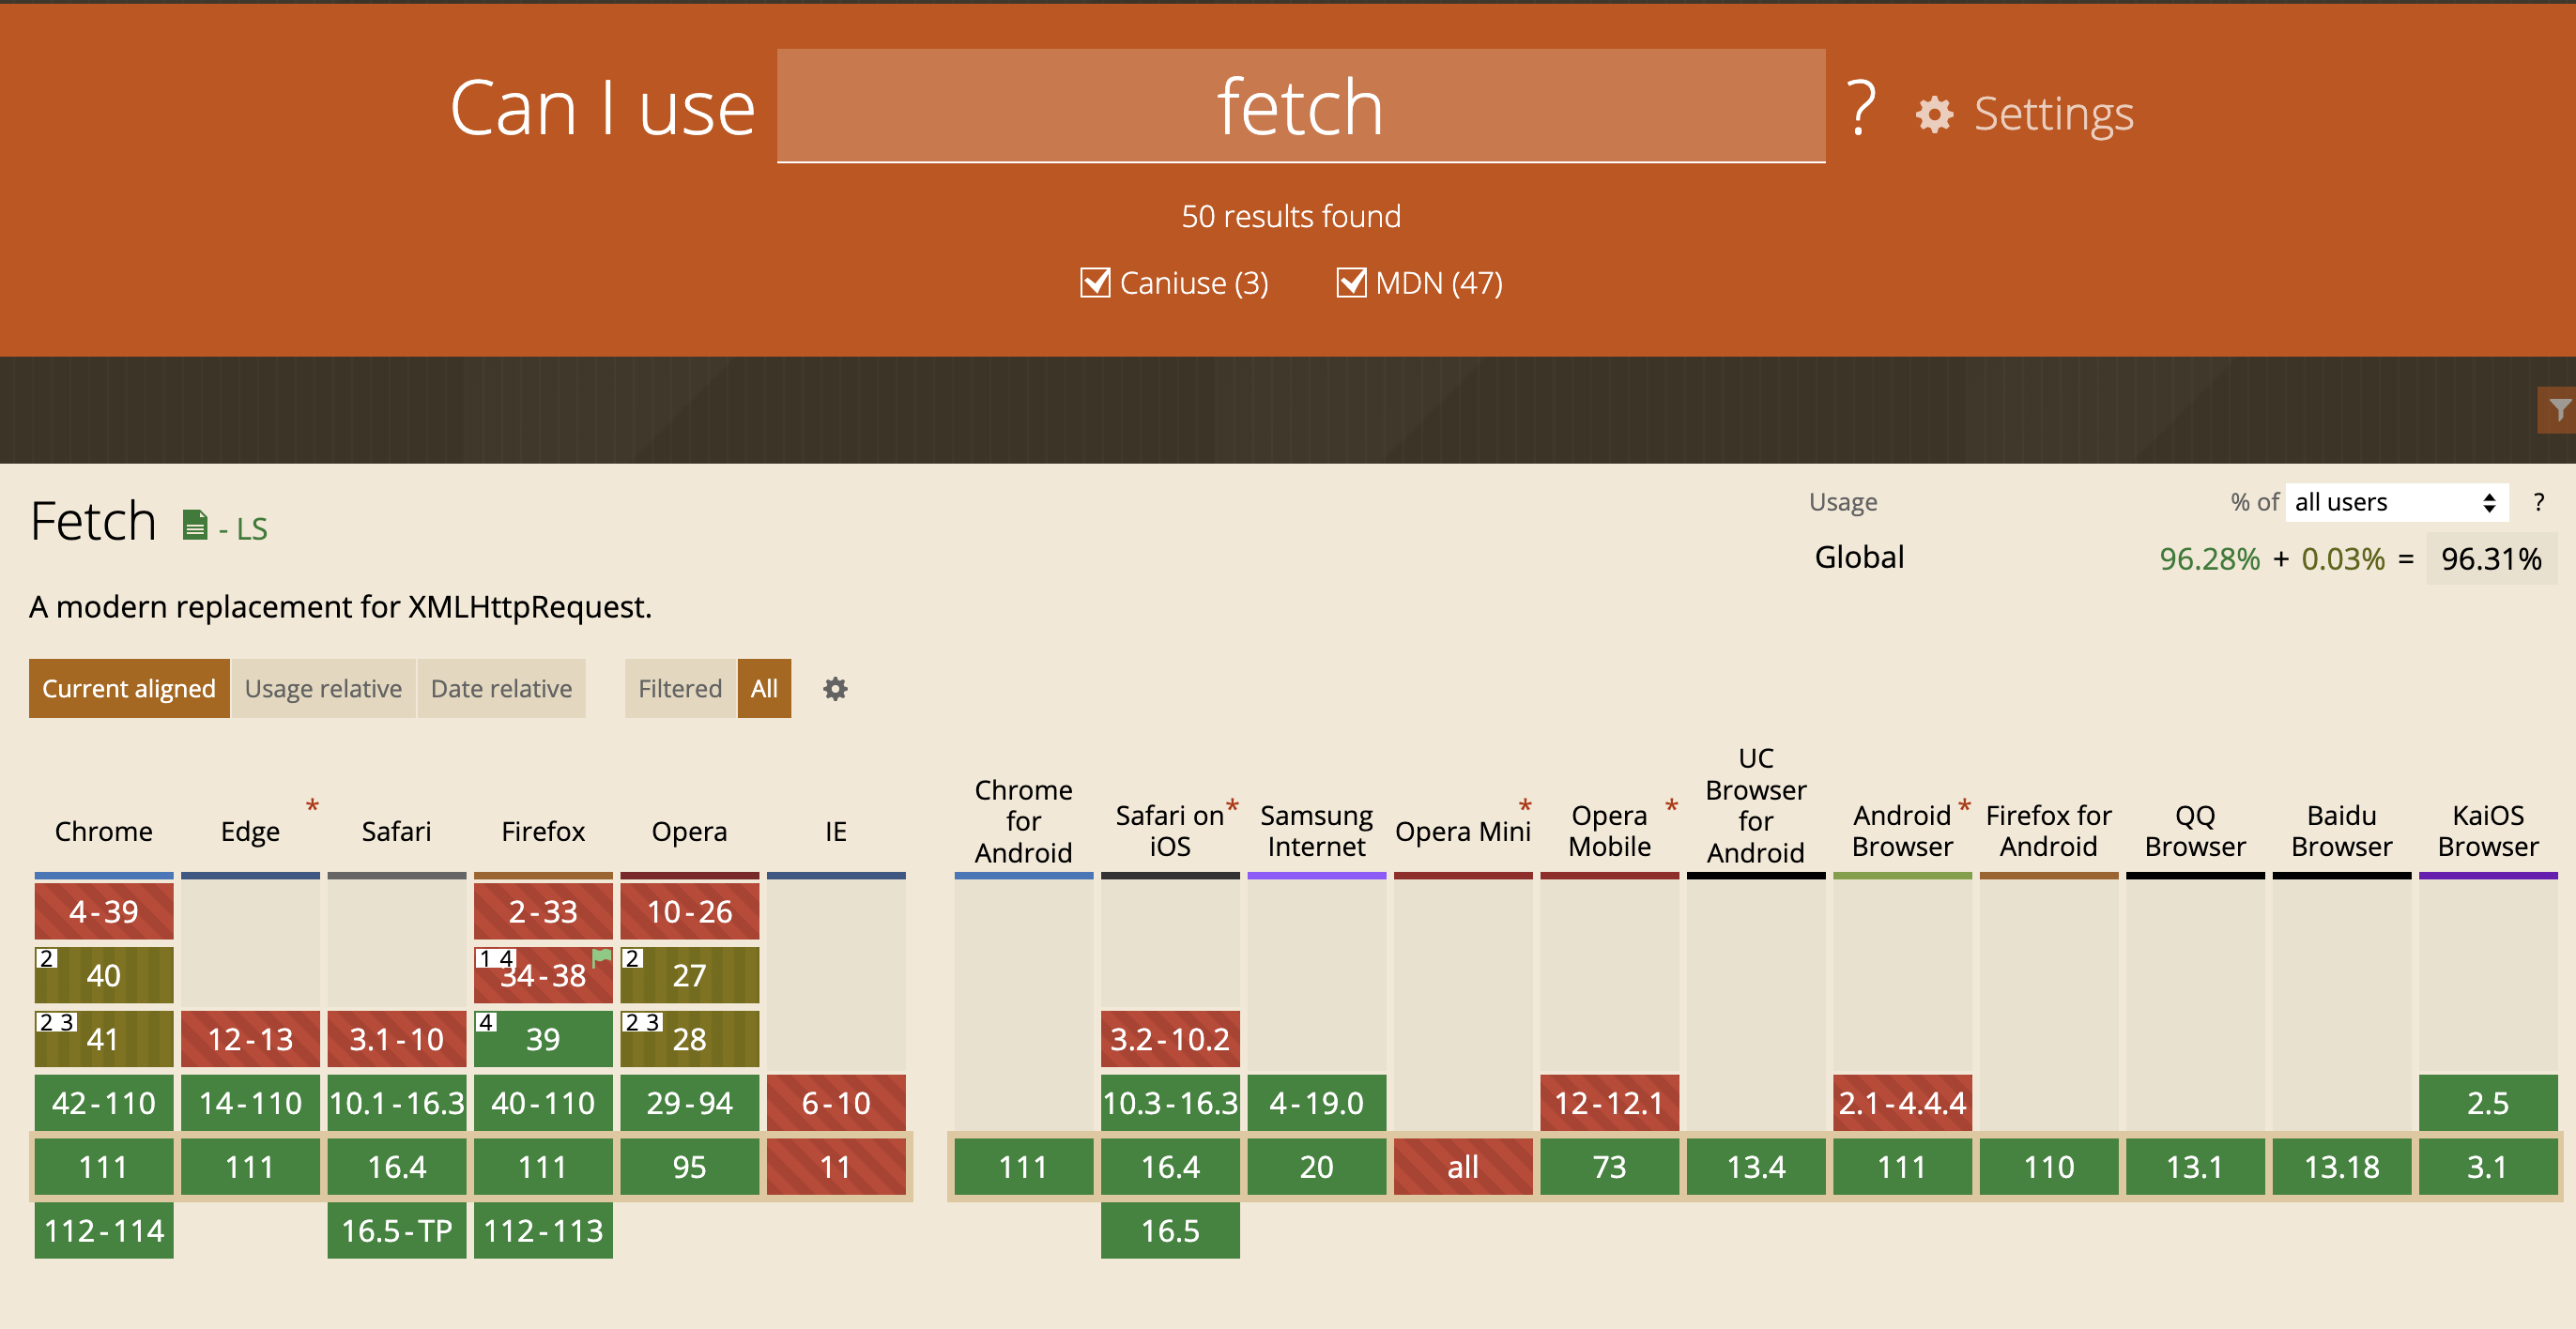 Can I use fetch ? Settings
50 results found
Caniuse (3) MDN (47)
Fetch - LS
Usage % of all users ?
Global 96.28% + 0.03% = 96.31%
A modern replacement for XMLHttpRequest.
Current aligned Usage relative Date relative Filtered All
Chrome Edge * Safari Firefox Opera IE
Chrome for Android
Safari on iOS *
Samsung Internet
Opera Mini *
Opera Mobile *
UC Browser for Android
Android Browser *
Firefox for Android
QQ Browser
Baidu Browser
KaiOS Browser
4-39 2-33 10-26
2 40 1 4 34-38 2 27
2 3 41 12-13 3.1-10 4 39 2 3 28 3.2-10.2
42-110 14-110 10.1-16.3 40-110 29-94 6-10 10.3-16.3 4-19.0 12-12.1 2.1-4.4.4 2.5
111 111 16.4 111 95 11 111 16.4 20 all 73 13.4 111 110 13.1 13.18 3.1
112-114 16.5-TP 112-113 16.5